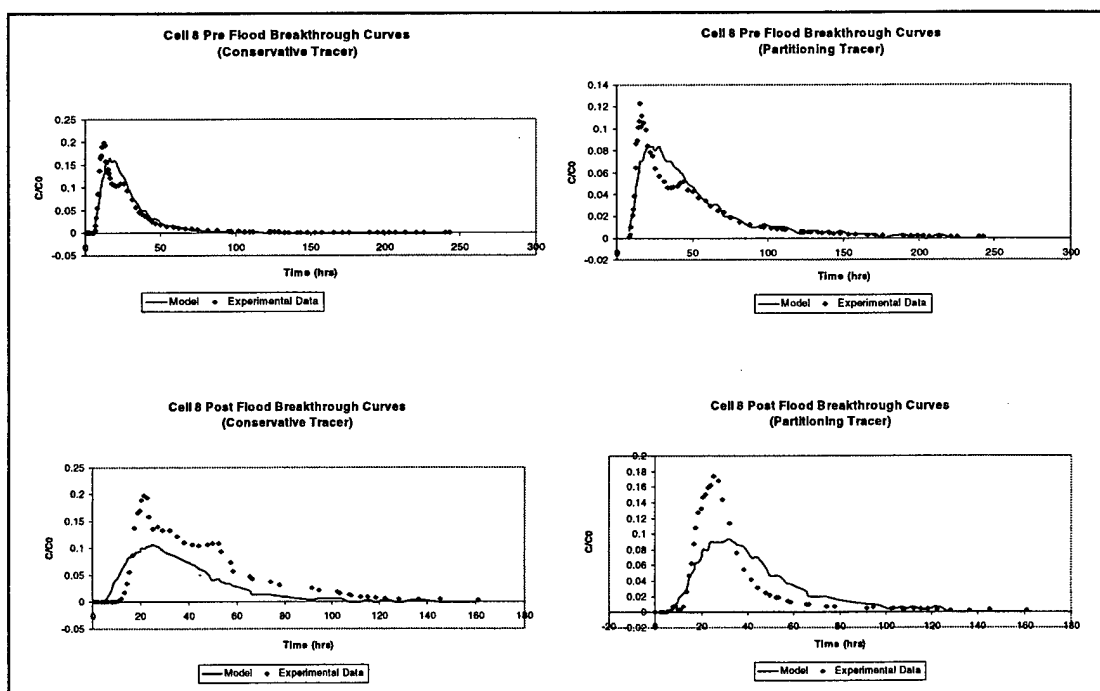 Cell 8 Pre Flood Breakthrough Curves
(Conservative Tracer)
0.25
0.2
0.15
0.1
0.05
0
-0.05
C/C0
50
100
150
200
250
300
Time (hrs)
Model
Experimental Data
Cell 8 Pre Flood Breakthrough Curves
(Partitioning Tracer)
0.14
0.12
0.1
0.08
0.06
0.04
0.02
0
-0.02
C/C0
50
100
150
200
250
300
Time (hrs)
Model
Experimental Data
Cell 8 Post Flood Breakthrough Curves
(Conservative Tracer)
0.25
0.2
0.15
0.1
0.05
0
-0.05
C/C0
0
20
40
60
80
100
120
140
160
180
Time (hrs)
Model
Experimental Data
Cell 8 Post Flood Breakthrough Curves
(Partitioning Tracer)
0.2
0.18
0.16
0.14
0.12
0.1
0.08
0.06
0.04
0.02
0
-0.02
C/C0
-20
0
20
40
60
80
100
120
140
160
180
Time (hrs)
Model
Experimental Data